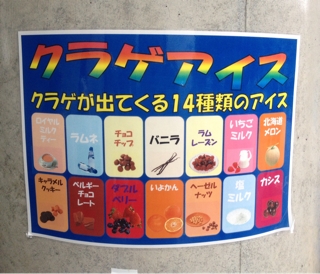 クラゲアイス
クラゲが出てくる14種類のアイス
ロイヤル
ミルク
ティー
ラムネ
チョコ
チップ
バニラ
ラム
レーズン
いちご
ミルク
北海道
メロン
キャラメル
クッキー
ベルギー
チョコ
レート
ダブル
ベリー
いよかん
ヘーゼル
ナッツ
塩
ミルク
カシス